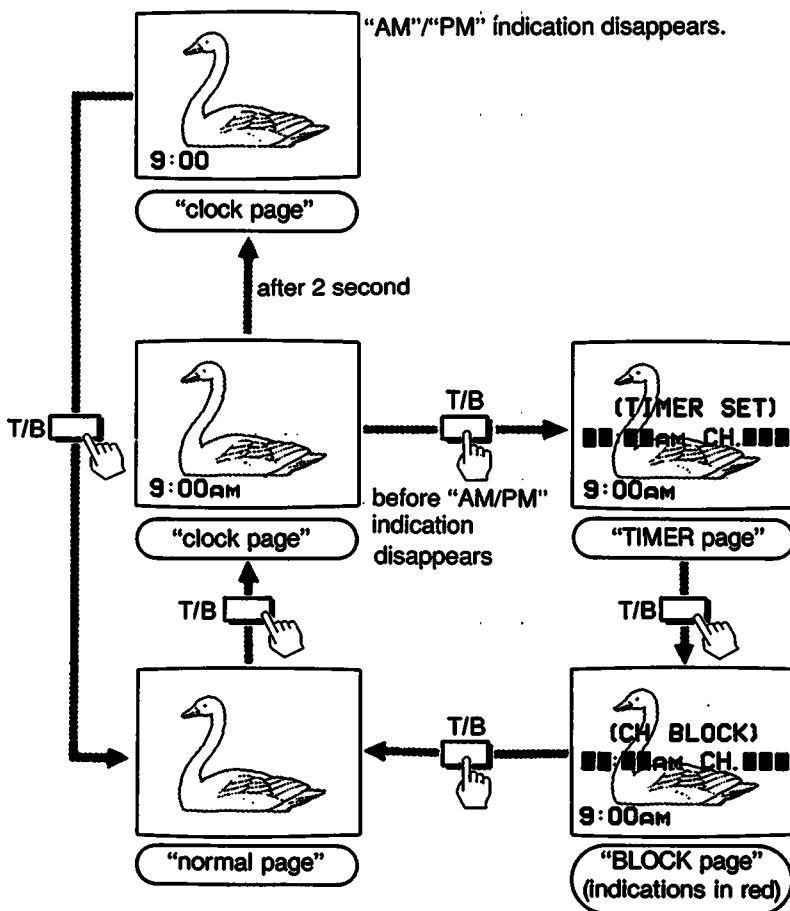 “AM”/“PM” indication disappears.
9:00
“clock page”
after 2 second
T/B
9:00AM
“clock page”
T/B
before “AM/PM”
indication
disappears
(TIMER SET)
██:██AM CH.███
9:00AM
“TIMER page”
T/B
T/B
“normal page”
T/B
(CH BLOCK)
██:██AM CH.███
9:00AM
“BLOCK page”
(indications in red)